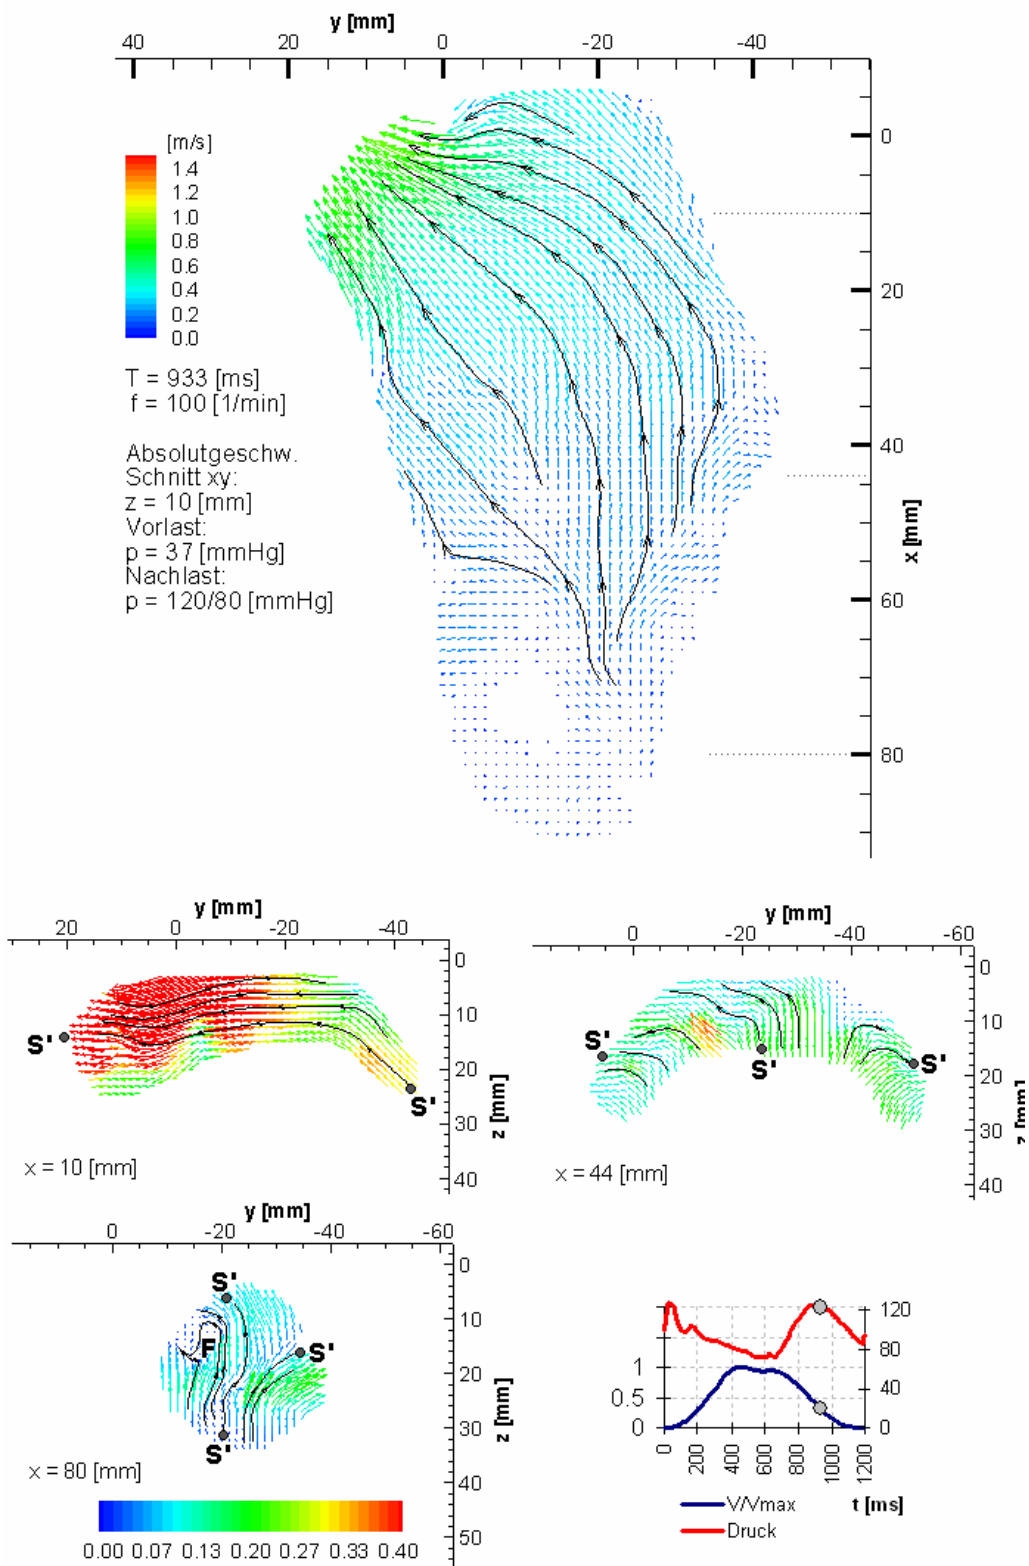 y [mm]
40 20 0 -20 -40
[m/s]
1.4
1.2
1.0
0.8
0.6
0.4
0.2
0.0
T = 933 [ms]
f = 100 [1/min]
Absolutgeschw.
Schnitt xy:
z = 10 [mm]
Vorlast:
p = 37 [mmHg]
Nachlast:
p = 120/80 [mmHg]
0
20
40
60
80
x [mm]
y [mm]
20 0 -20 -40
0
10
20
30
40
z [mm]
S'
S'
x = 10 [mm]
y [mm]
0 -20 -40 -60
0
10
20
30
40
z [mm]
S'
S'
S'
x = 44 [mm]
y [mm]
0 -20 -40 -60
0
10
20
30
40
50
z [mm]
S'
S'
F
S'
x = 80 [mm]
0.00 0.07 0.13 0.20 0.27 0.33 0.40
1
0.5
0
120
80
40
0
0 200 400 600 800 1000 1200
t [ms]
V/Vmax
Druck